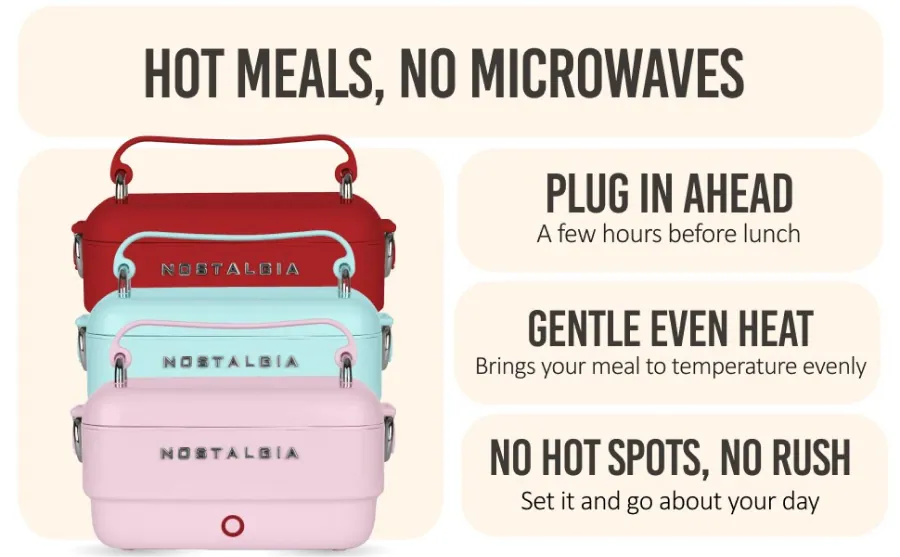 HOT MEALS, NO MICROWAVES
NOSTALGIA
NOSTALGIA
NOSTALGIA
PLUG IN AHEAD
A few hours before lunch
GENTLE EVEN HEAT
Brings your meal to temperature evenly
NO HOT SPOTS, NO RUSH
Set it and go about your day